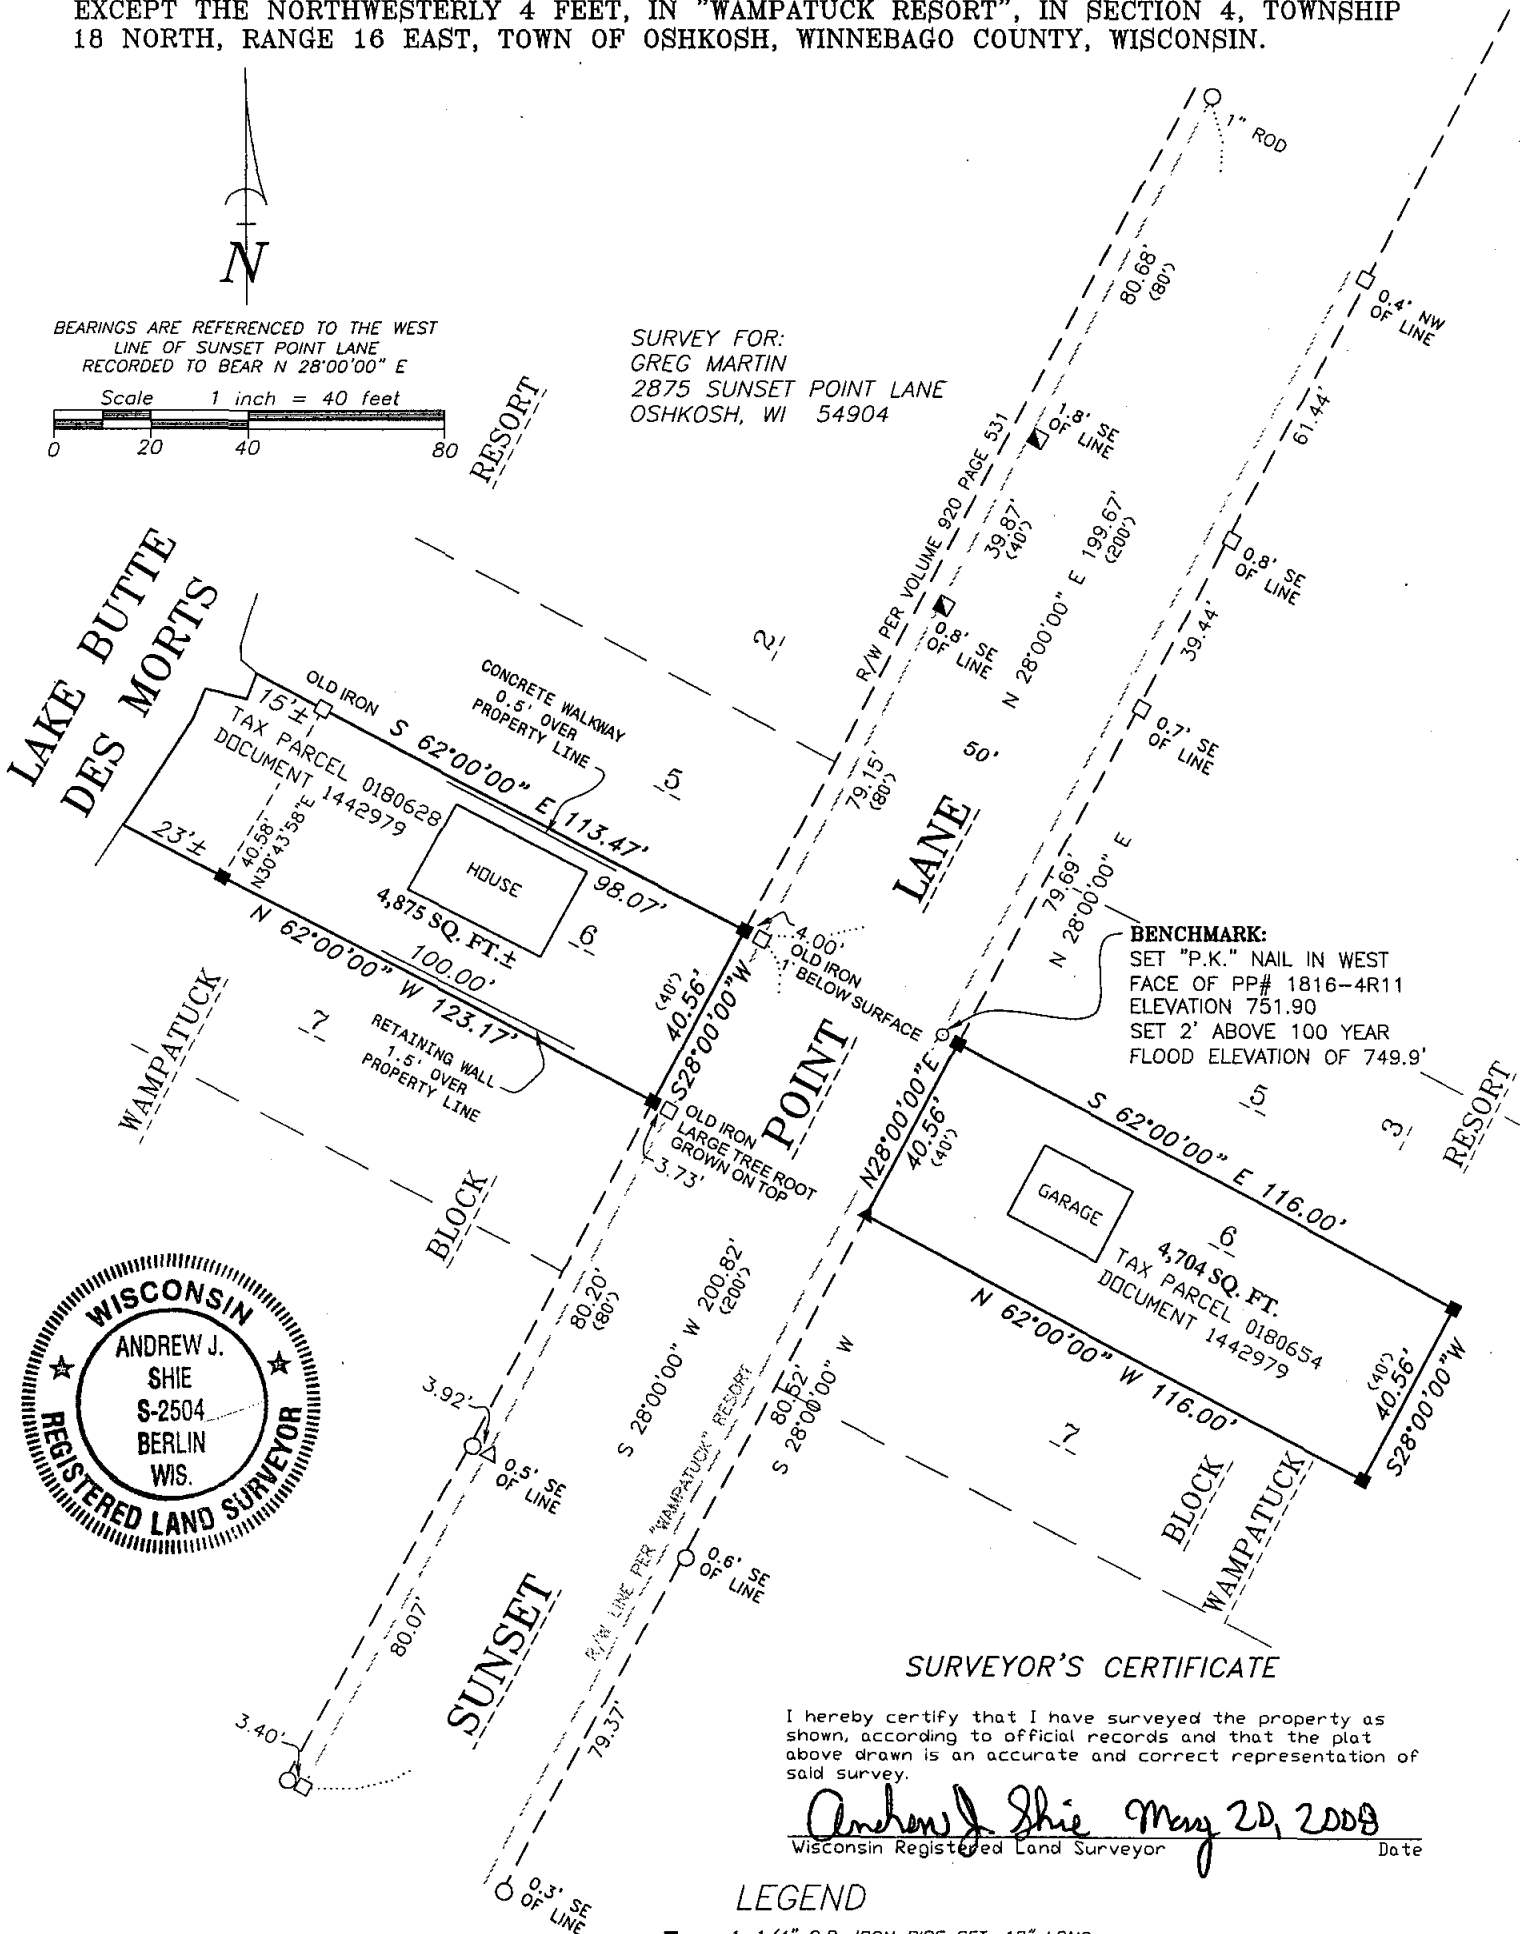 EXCEPT THE NORTHWESTERLY 4 FEET, IN "WAMPATUCK RESORT", IN SECTION 4, TOWNSHIP
18 NORTH, RANGE 16 EAST, TOWN OF OSHKOSH, WINNEBAGO COUNTY, WISCONSIN.
1" ROD
N
BEARINGS ARE REFERENCED TO THE WEST
LINE OF SUNSET POINT LANE
RECORDED TO BEAR N 28°00'00" E
Scale 1 inch = 40 feet
0 20 40 80
SURVEY FOR:
GREG MARTIN
2875 SUNSET POINT LANE
OSHKOSH, WI 54904
RESORT
80.68'
(80')
0.4' NW
OF LINE
61.44'
1.8' SE
OF LINE
R/W PER VOLUME 920 PAGE 531
39.87'
(40')
N 28°00'00" E 199.67'
(200')
0.8' SE
OF LINE
39.44'
0.8' SE
OF LINE
2
0.7' SE
OF LINE
50'
79.15'
(80')
LAKE BUTTE
DES MORTS
15'±
OLD IRON
CONCRETE WALKWAY
0.5' OVER
PROPERTY LINE
S 62°00'00" E 113.47'
98.07'
5
TAX PARCEL 0180628
DOCUMENT 1442979
23'±
40.58'
N30°43'58"E
HOUSE
4,875 SQ. FT.±
6
100.00'
N 62°00'00" W 123.17'
RETAINING WALL
1.5' OVER
PROPERTY LINE
7
WAMPATUCK
BLOCK
LANE
79.69'
N 28°00'00" E
4.00'
OLD IRON
1' BELOW SURFACE
(40')
40.56'
S28°00'00"W
BENCHMARK:
SET "P.K." NAIL IN WEST
FACE OF PP# 1816-4R11
ELEVATION 751.90
SET 2' ABOVE 100 YEAR
FLOOD ELEVATION OF 749.9'
POINT
OLD IRON
LARGE TREE ROOT
GROWN ON TOP
3.73'
N28°00'00"E
40.56'
(40')
5
3
RESORT
S 62°00'00" E 116.00'
GARAGE
6
4,704 SQ. FT.
TAX PARCEL 0180654
DOCUMENT 1442979
N 62°00'00" W 116.00'
(40')
40.56'
S28°00'00"W
7
BLOCK
WAMPATUCK
80.20'
(80')
S 28°00'00" W 200.82'
(200')
80.52'
S 28°00'00" W
R/W LINE PER "WAMPATUCK" RESORT
3.92'
0.5' SE
OF LINE
0.6' SE
OF LINE
SUNSET
80.07'
3.40'
79.37'
0.3' SE
OF LINE
WISCONSIN
ANDREW J.
SHIE
S-2504
BERLIN
WIS.
REGISTERED LAND SURVEYOR
SURVEYOR'S CERTIFICATE
I hereby certify that I have surveyed the property as
shown, according to official records and that the plat
above drawn is an accurate and correct representation of
said survey.
Andrew J. Shie May 20, 2008
Wisconsin Registered Land Surveyor Date
LEGEND